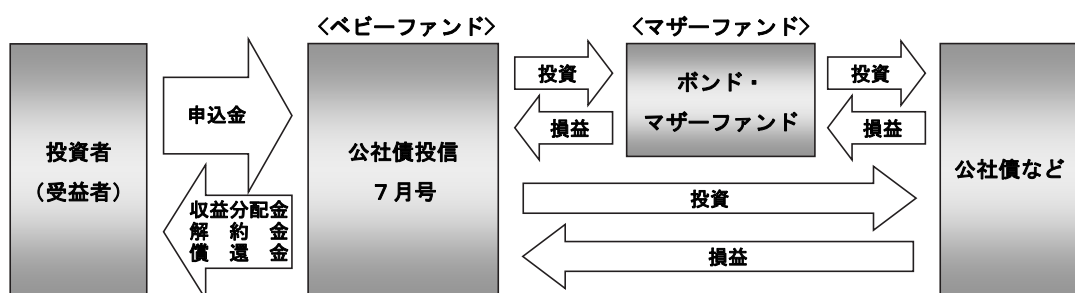 <ベビーファンド>
<マザーファンド>
投資者
(受益者)
申込金
収益分配金
解約金
償還金
公社債投信
7月号
投資
損益
ボンド・
マザーファンド
投資
損益
投資
損益
公社債など